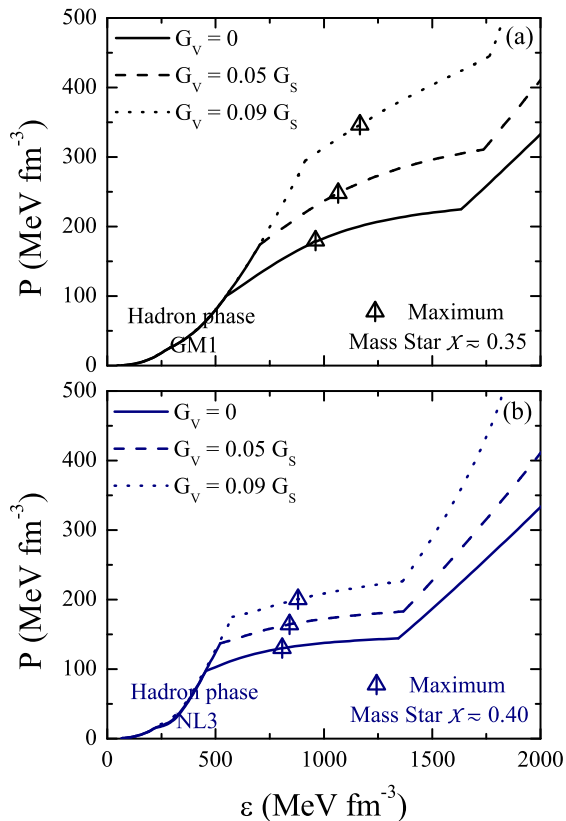 500
400
300
200
100
0
P (MeV fm⁻³)
G_V = 0
G_V = 0.05 G_S
G_V = 0.09 G_S
(a)
Hadron phase
GM1
Maximum
Mass Star χ ≈ 0.35
500
400
300
200
100
0
P (MeV fm⁻³)
G_V = 0
G_V = 0.05 G_S
G_V = 0.09 G_S
(b)
Hadron phase
NL3
Maximum
Mass Star χ ≈ 0.40
0 500 1000 1500 2000
ε (MeV fm⁻³)